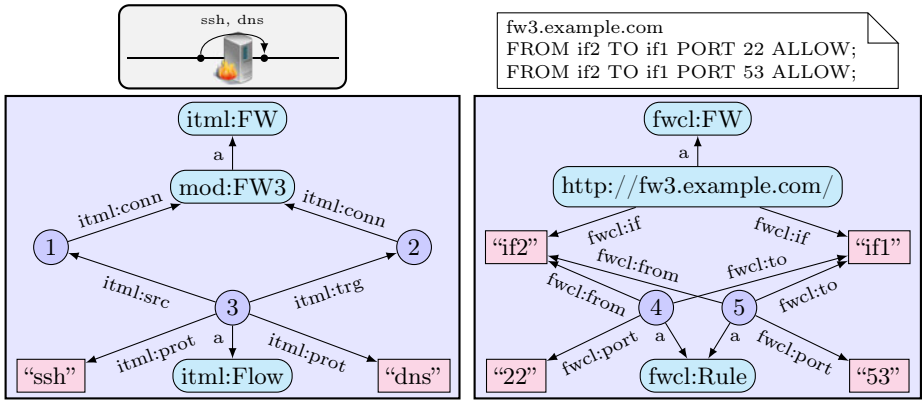 ssh, dns
fw3.example.com
FROM if2 TO if1 PORT 22 ALLOW;
FROM if2 TO if1 PORT 53 ALLOW;
itml:FW
a
mod:FW3
itml:conn
itml:conn
1
2
itml:src
itml:trg
3
itml:prot
a
itml:prot
“ssh”
itml:Flow
“dns”
fwcl:FW
a
http://fw3.example.com/
fwcl:if
fwcl:if
“if2”
“if1”
fwcl:from
fwcl:to
fwcl:from
fwcl:to
4
5
fwcl:port
a
a
fwcl:port
“22”
fwcl:Rule
“53”